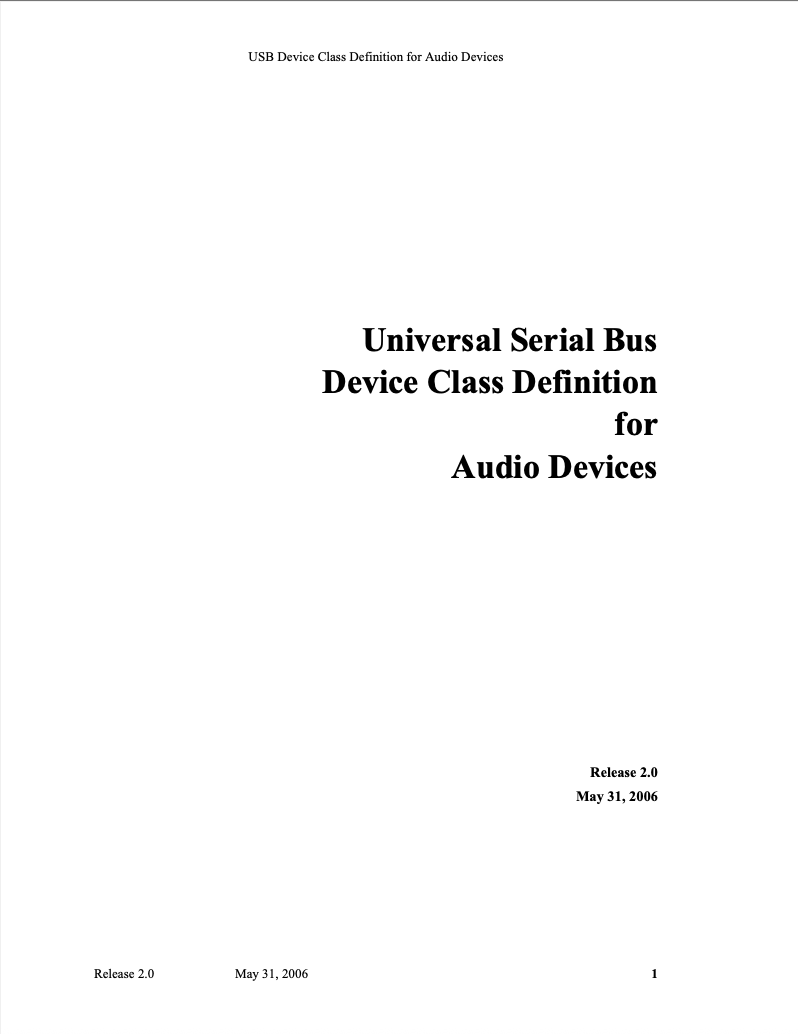 USB Device Class Definition for Audio Devices
Universal Serial Bus
Device Class Definition
for
Audio Devices
Release 2.0
May 31, 2006
Release 2.0 May 31, 2006 1